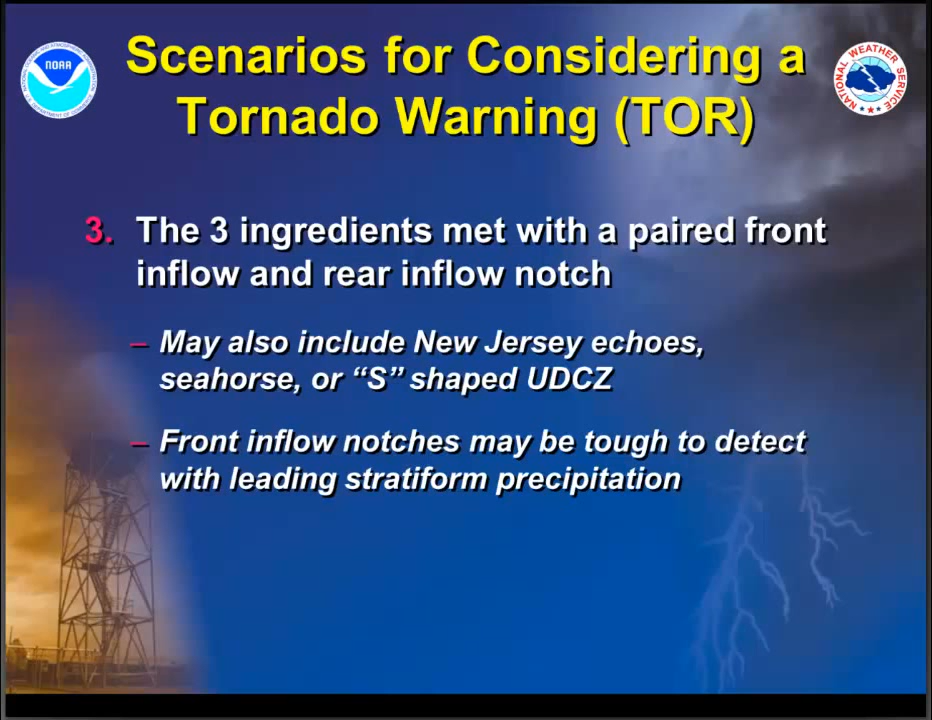 Scenarios for Considering a
Tornado Warning (TOR)
NOAA
NATIONAL WEATHER SERVICE
3. The 3 ingredients met with a paired front
inflow and rear inflow notch
– May also include New Jersey echoes,
seahorse, or “S” shaped UDCZ
– Front inflow notches may be tough to detect
with leading stratiform precipitation